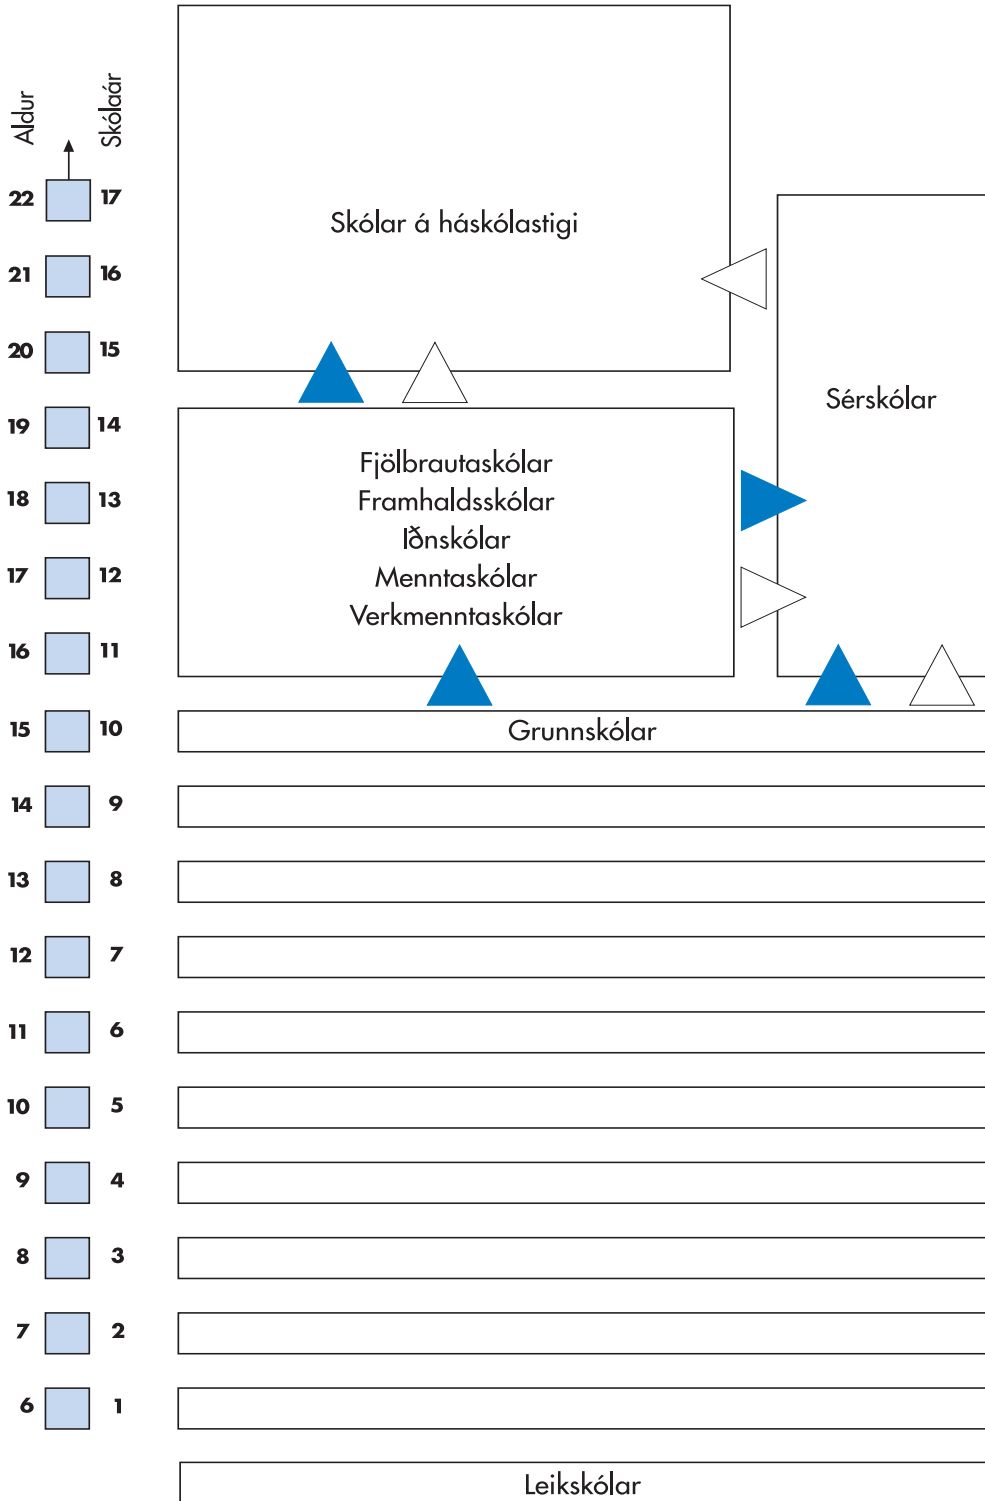 Aldur Skólaár
22 17
Skólar á háskólastigi
21 16
20 15
Sérskólar
19 14
Fjölbrautaskólar
18 13
Framhaldsskólar
Iðnskólar
17 12
Menntaskólar
Verkmenntaskólar
16 11
15 10 Grunnskólar
14 9
13 8
12 7
11 6
10 5
9 4
8 3
7 2
6 1
Leikskólar